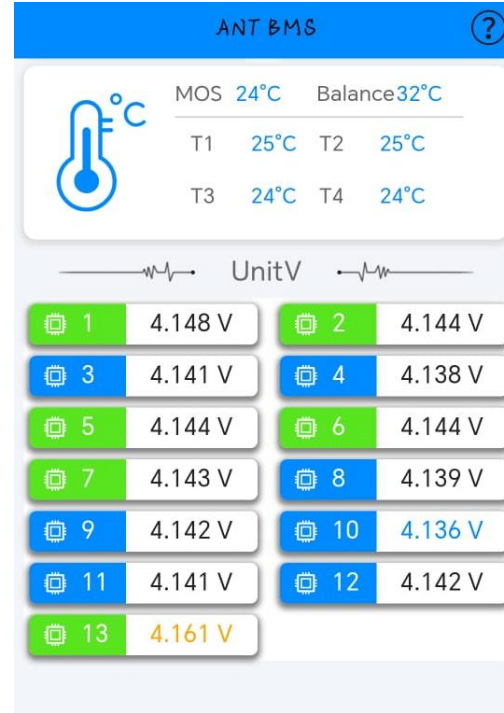 ANT BMS ?
°C
MOS 24°C Balance32°C
T1 25°C T2 25°C
T3 24°C T4 24°C
UnitV
1 4.148 V 2 4.144 V
3 4.141 V 4 4.138 V
5 4.144 V 6 4.144 V
7 4.143 V 8 4.139 V
9 4.142 V 10 4.136 V
11 4.141 V 12 4.142 V
13 4.161 V